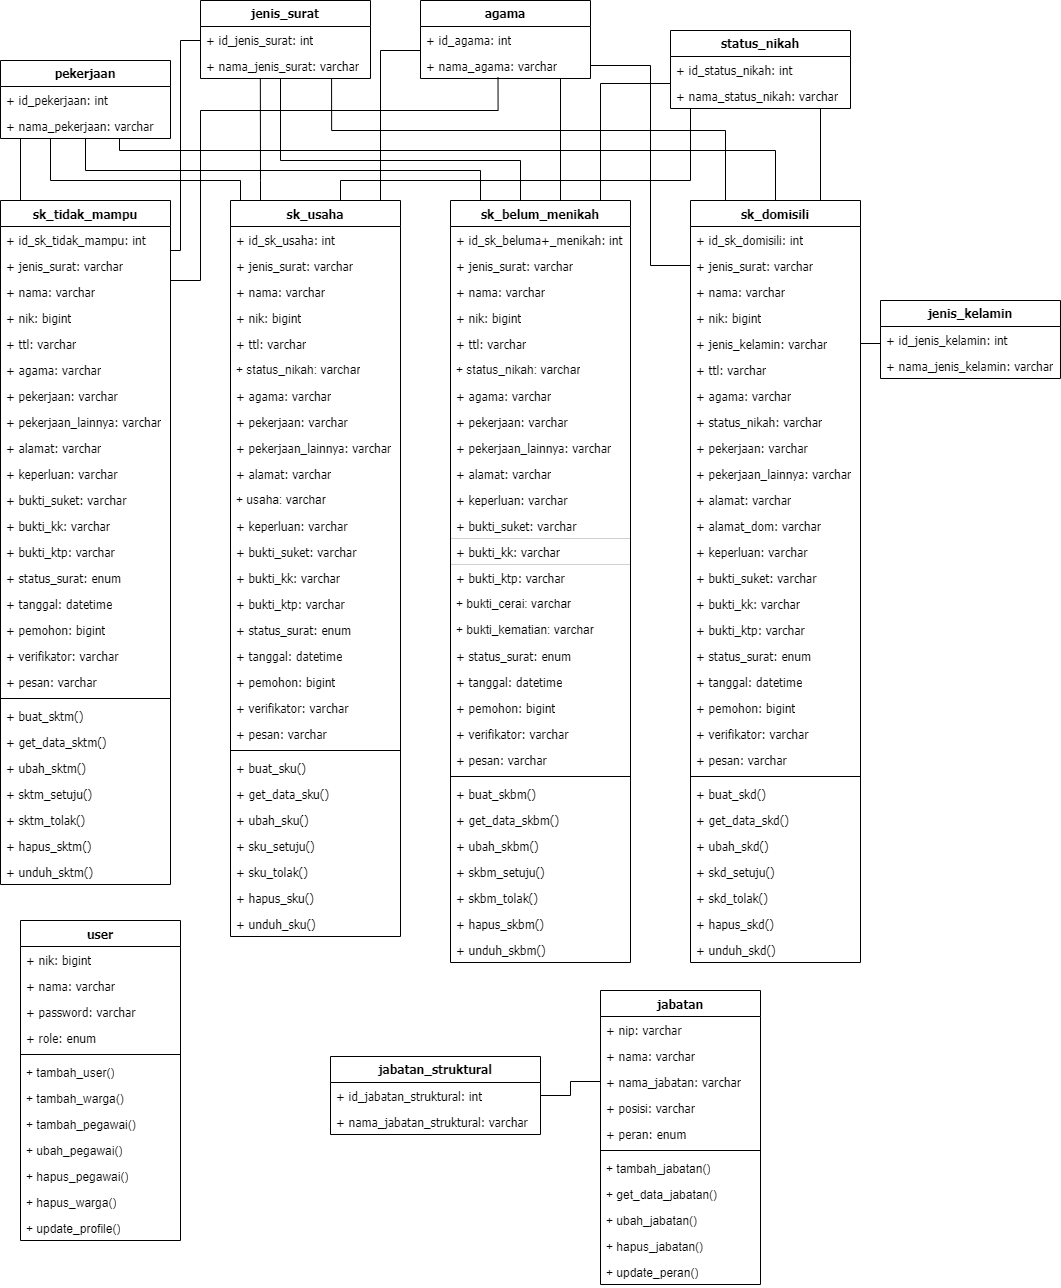 jenis_surat
+ id_jenis_surat: int
+ nama_jenis_surat: varchar
agama
+ id_agama: int
+ nama_agama: varchar
status_nikah
+ id_status_nikah: int
+ nama_status_nikah: varchar
pekerjaan
+ id_pekerjaan: int
+ nama_pekerjaan: varchar
sk_tidak_mampu
+ id_sk_tidak_mampu: int
+ jenis_surat: varchar
+ nama: varchar
+ nik: bigint
+ ttl: varchar
+ agama: varchar
+ pekerjaan: varchar
+ pekerjaan_lainnya: varchar
+ alamat: varchar
+ keperluan: varchar
+ bukti_suket: varchar
+ bukti_kk: varchar
+ bukti_ktp: varchar
+ status_surat: enum
+ tanggal: datetime
+ pemohon: bigint
+ verifikator: varchar
+ pesan: varchar
+ buat_sktm()
+ get_data_sktm()
+ ubah_sktm()
+ sktm_setuju()
+ sktm_tolak()
+ hapus_sktm()
+ unduh_sktm()
sk_usaha
+ id_sk_usaha: int
+ jenis_surat: varchar
+ nama: varchar
+ nik: bigint
+ ttl: varchar
+ status_nikah: varchar
+ agama: varchar
+ pekerjaan: varchar
+ pekerjaan_lainnya: varchar
+ alamat: varchar
+ usaha: varchar
+ keperluan: varchar
+ bukti_suket: varchar
+ bukti_kk: varchar
+ bukti_ktp: varchar
+ status_surat: enum
+ tanggal: datetime
+ pemohon: bigint
+ verifikator: varchar
+ pesan: varchar
+ buat_sku()
+ get_data_sku()
+ ubah_sku()
+ sku_setuju()
+ sku_tolak()
+ hapus_sku()
+ unduh_sku()
sk_belum_menikah
+ id_sk_beluma+_menikah: int
+ jenis_surat: varchar
+ nama: varchar
+ nik: bigint
+ ttl: varchar
+ status_nikah: varchar
+ agama: varchar
+ pekerjaan: varchar
+ pekerjaan_lainnya: varchar
+ alamat: varchar
+ keperluan: varchar
+ bukti_suket: varchar
+ bukti_kk: varchar
+ bukti_ktp: varchar
+ bukti_cerai: varchar
+ bukti_kematian: varchar
+ status_surat: enum
+ tanggal: datetime
+ pemohon: bigint
+ verifikator: varchar
+ pesan: varchar
+ buat_skbm()
+ get_data_skbm()
+ ubah_skbm()
+ skbm_setuju()
+ skbm_tolak()
+ hapus_skbm()
+ unduh_skbm()
sk_domisili
+ id_sk_domisili: int
+ jenis_surat: varchar
+ nama: varchar
+ nik: bigint
+ jenis_kelamin: varchar
+ ttl: varchar
+ agama: varchar
+ status_nikah: varchar
+ pekerjaan: varchar
+ pekerjaan_lainnya: varchar
+ alamat: varchar
+ alamat_dom: varchar
+ keperluan: varchar
+ bukti_suket: varchar
+ bukti_kk: varchar
+ bukti_ktp: varchar
+ status_surat: enum
+ tanggal: datetime
+ pemohon: bigint
+ verifikator: varchar
+ pesan: varchar
+ buat_skd()
+ get_data_skd()
+ ubah_skd()
+ skd_setuju()
+ skd_tolak()
+ hapus_skd()
+ unduh_skd()
jenis_kelamin
+ id_jenis_kelamin: int
+ nama_jenis_kelamin: varchar
user
+ nik: bigint
+ nama: varchar
+ password: varchar
+ role: enum
+ tambah_user()
+ tambah_warga()
+ tambah_pegawai()
+ ubah_pegawai()
+ hapus_pegawai()
+ hapus_warga()
+ update_profile()
jabatan_struktural
+ id_jabatan_struktural: int
+ nama_jabatan_struktural: varchar
jabatan
+ nip: varchar
+ nama: varchar
+ nama_jabatan: varchar
+ posisi: varchar
+ peran: enum
+ tambah_jabatan()
+ get_data_jabatan()
+ ubah_jabatan()
+ hapus_jabatan()
+ update_peran()